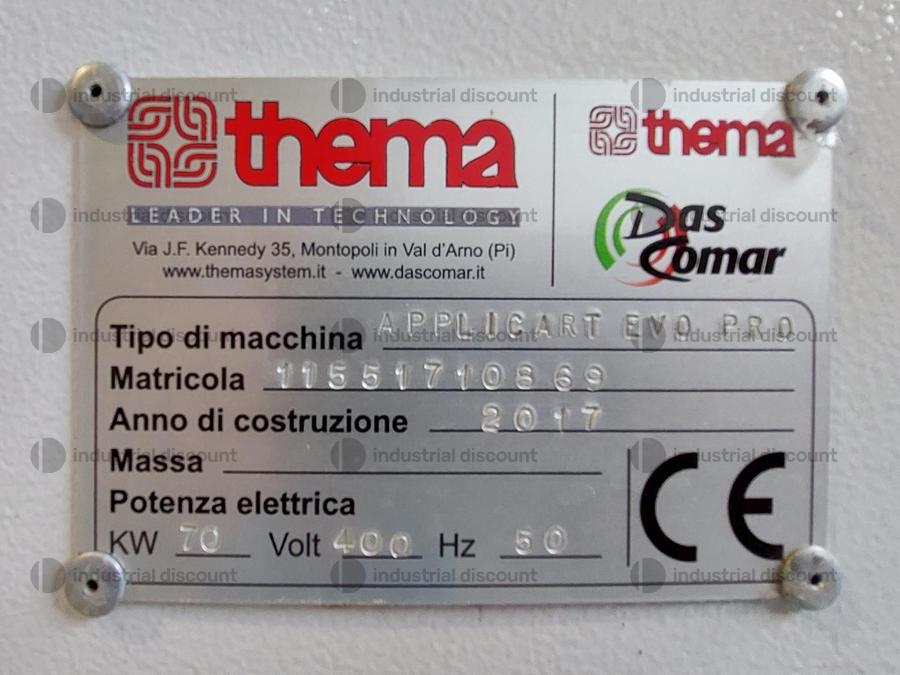 thema
LEADER IN TECHNOLOGY
Via J.F. Kennedy 35, Montopoli in Val d'Arno (Pi)
www.themasystem.it - www.dascomar.it
thema
Das
Comar
Tipo di macchina APPLICART EVO PRO
Matricola 11551710869
Anno di costruzione 2017
Massa
Potenza elettrica
KW 70 Volt 400 Hz 50
CE
industrial discount